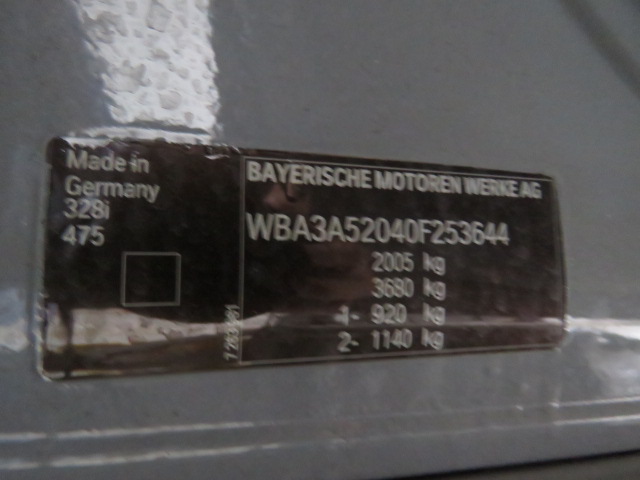 Made in
Germany
328i
475
BAYERISCHE MOTOREN WERKE AG
WBA3A52040F253644
2005 kg
3680 kg
1- 920 kg
2- 1140 kg